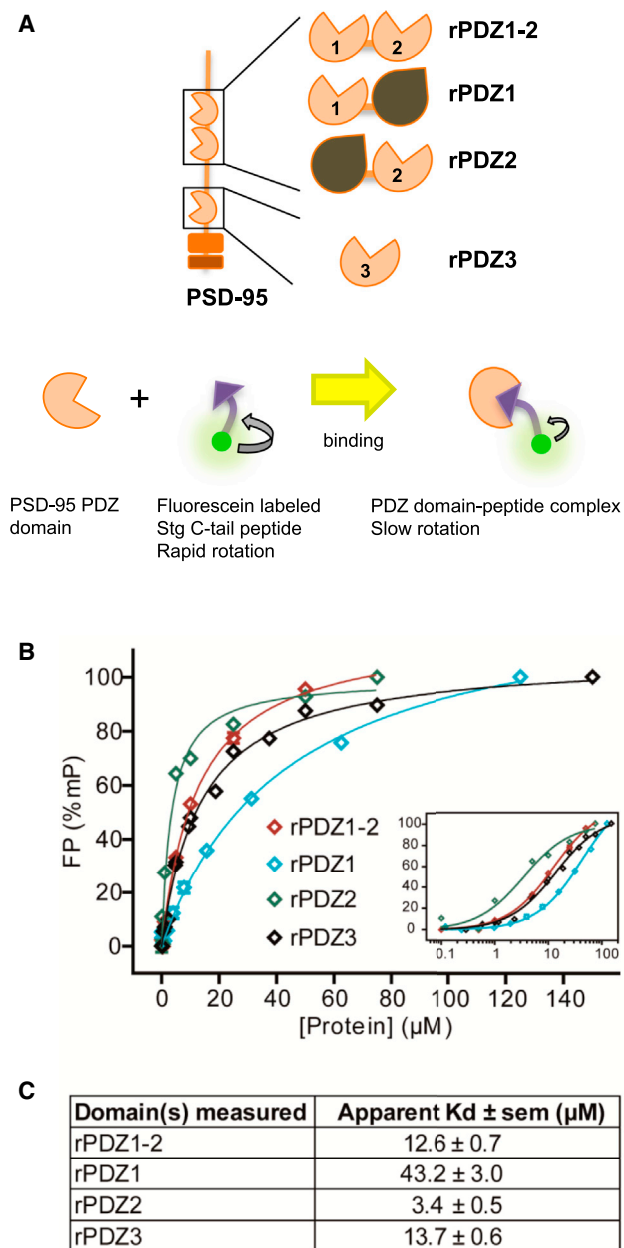 A
1 2 rPDZ1-2
1 rPDZ1
2 rPDZ2
3 rPDZ3
PSD-95
+
binding
PSD-95 PDZ
domain
Fluorescein labeled
Stg C-tail peptide
Rapid rotation
PDZ domain-peptide complex
Slow rotation
B
FP (%mP)
100
80
60
40
20
0
rPDZ1-2
rPDZ1
rPDZ2
rPDZ3
100
80
60
40
20
0
0.1 1 10 100
0 20 40 60 80 100 120 140
[Protein] (μM)
C
Domain(s) measured Apparent Kd ± sem (μM)
rPDZ1-2 12.6 ± 0.7
rPDZ1 43.2 ± 3.0
rPDZ2 3.4 ± 0.5
rPDZ3 13.7 ± 0.6